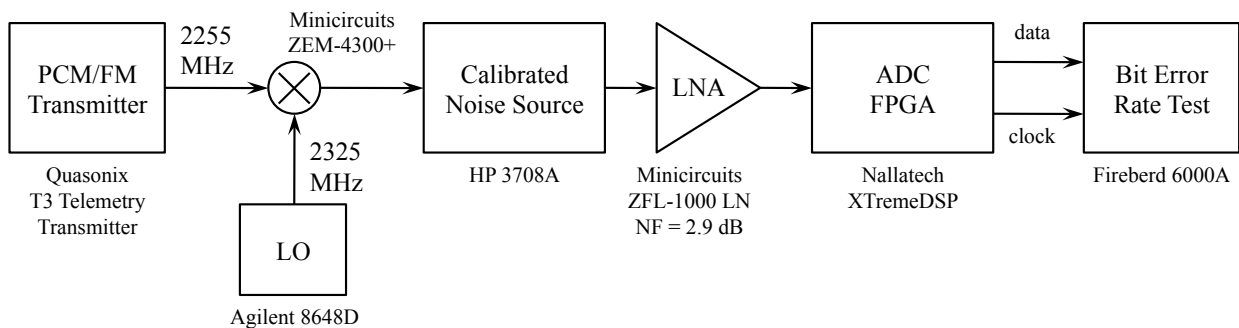 PCM/FM
Transmitter
Quasonix
T3 Telemetry
Transmitter
2255
MHz
Minicircuits
ZEM-4300+
2325
MHz
LO
Agilent 8648D
Calibrated
Noise Source
HP 3708A
LNA
Minicircuits
ZFL-1000 LN
NF = 2.9 dB
ADC
FPGA
Nallatech
XTremeDSP
data
clock
Bit Error
Rate Test
Fireberd 6000A